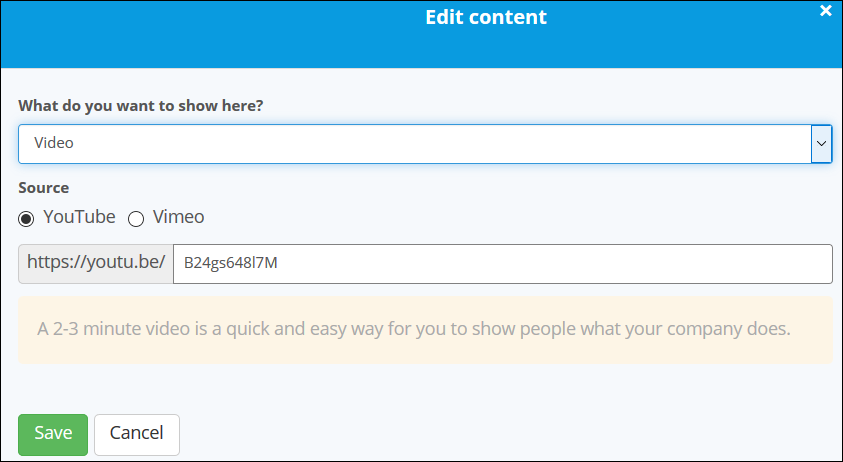 Edit content
What do you want to show here?
Video
Source
YouTube Vimeo
https://youtu.be/ B24gs648l7M
A 2-3 minute video is a quick and easy way for you to show people what your company does.
Save Cancel